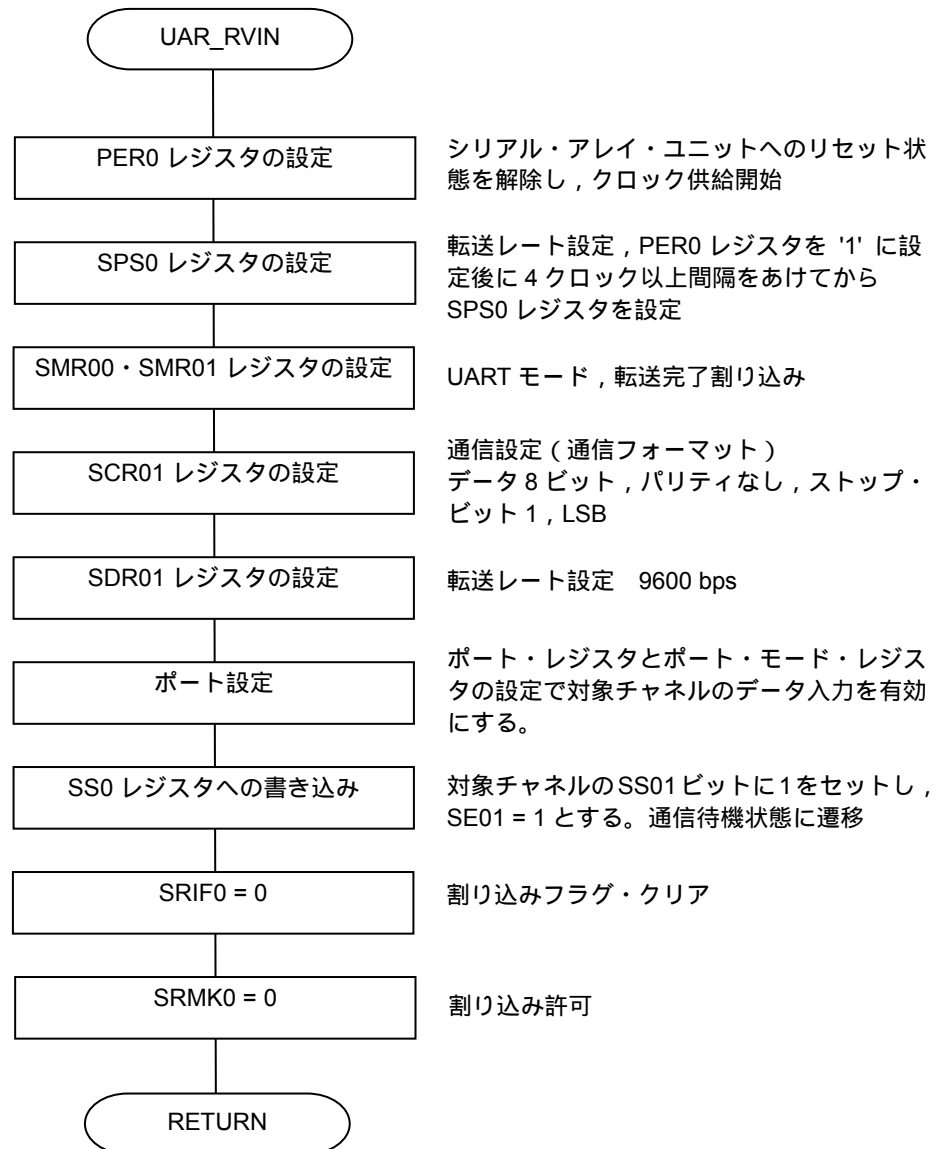 UAR_RVIN
PER0 レジスタの設定
シリアル・アレイ・ユニットへのリセット状
態を解除し，クロック供給開始
SPS0 レジスタの設定
転送レート設定，PER0 レジスタを '1' に設
定後に 4 クロック以上間隔をあけてから
SPS0 レジスタを設定
SMR00・SMR01 レジスタの設定
UART モード，転送完了割り込み
SCR01 レジスタの設定
通信設定（通信フォーマット）
データ 8 ビット，パリティなし，ストップ・
ビット 1，LSB
SDR01 レジスタの設定
転送レート設定　9600 bps
ポート設定
ポート・レジスタとポート・モード・レジス
タの設定で対象チャネルのデータ入力を有効
にする。
SS0 レジスタへの書き込み
対象チャネルの SS01 ビットに 1 をセットし，
SE01 = 1 とする。通信待機状態に遷移
SRIF0 = 0
割り込みフラグ・クリア
SRMK0 = 0
割り込み許可
RETURN